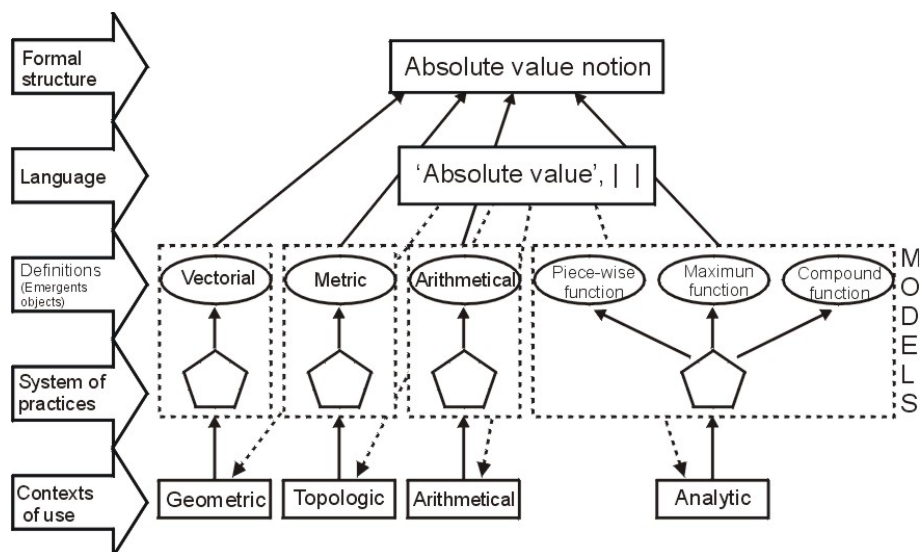 Formal
structure
Absolute value notion
Language
'Absolute value', | |
Definitions
(Emergents
objects)
Vectorial
Metric
Arithmetical
Piece-wise
function
Maximun
function
Compound
function
MODELS
System of
practices
Contexts
of use
Geometric
Topologic
Arithmetical
Analytic